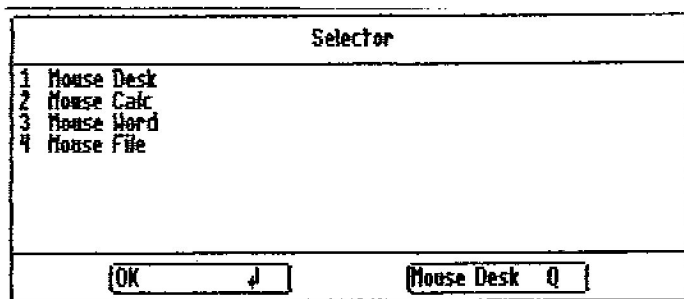 Selector
1 Mouse Desk
2 Mouse Calc
3 Mouse Word
4 Mouse File
OK ↲ Mouse Desk Q